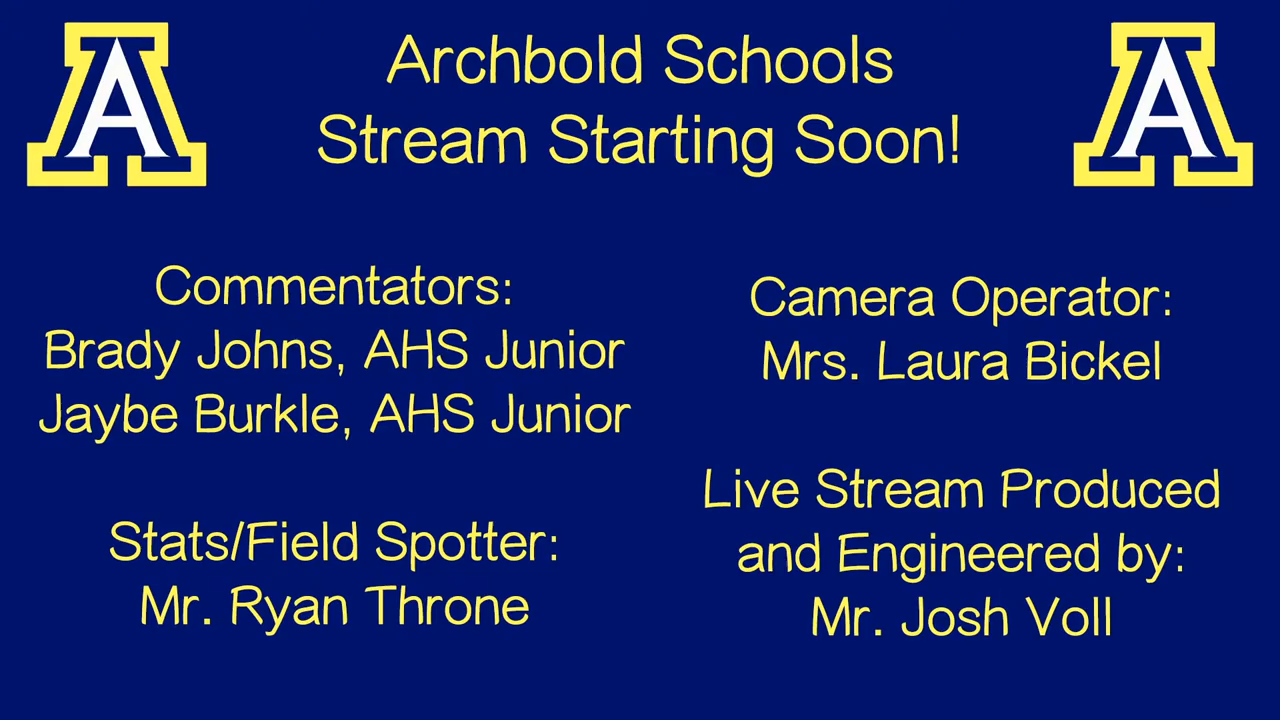 A
A
Archbold Schools
Stream Starting Soon!
Commentators:
Brady Johns, AHS Junior
Jaybe Burkle, AHS Junior
Stats/Field Spotter:
Mr. Ryan Throne
Camera Operator:
Mrs. Laura Bickel
Live Stream Produced
and Engineered by:
Mr. Josh Voll